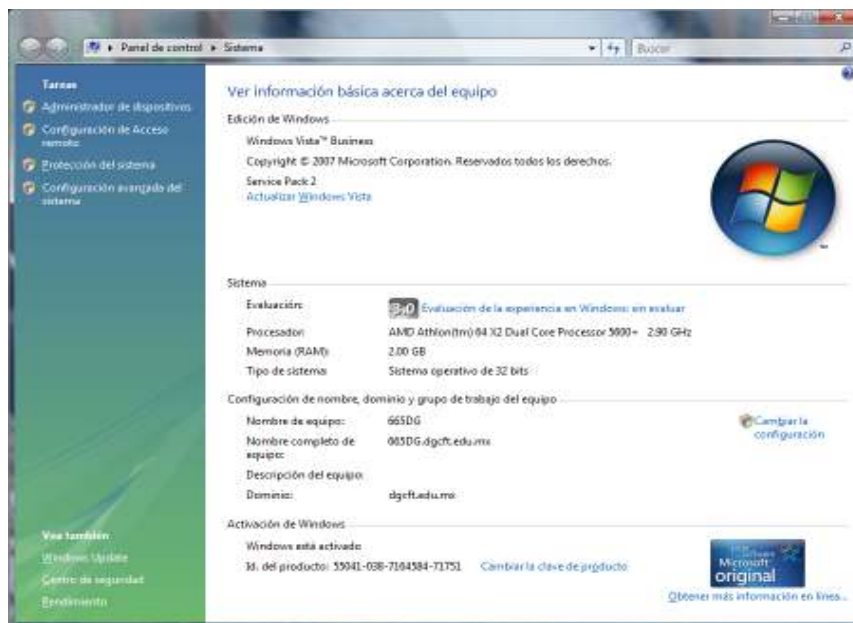 Panel de control ▸ Sistema
Buscar
Tareas
Administrador de dispositivos
Configuración de Acceso
remoto
Protección del sistema
Configuración avanzada del
sistema
Vea también
Windows Update
Centro de seguridad
Rendimiento
Ver información básica acerca del equipo
Edición de Windows
Windows Vista™ Business
Copyright © 2007 Microsoft Corporation. Reservados todos los derechos.
Service Pack 2
Actualizar Windows Vista
Sistema
Evaluación: 3,0 Evaluación de la experiencia en Windows: sin evaluar
Procesador: AMD Athlon(tm) 64 X2 Dual Core Processor 5600+ 2.90 GHz
Memoria (RAM): 2.00 GB
Tipo de sistema: Sistema operativo de 32 bits
Configuración de nombre, dominio y grupo de trabajo del equipo
Nombre de equipo: 665DG
Cambiar la
configuración
Nombre completo de
equipo: 665DG.dgcft.edu.mx
Descripción del equipo:
Dominio: dgcft.edu.mx
Activación de Windows
Windows está activado
Id. del producto: 55041-038-7164584-71751 Cambiar la clave de producto
Microsoft
original
Obtener más información en línea...